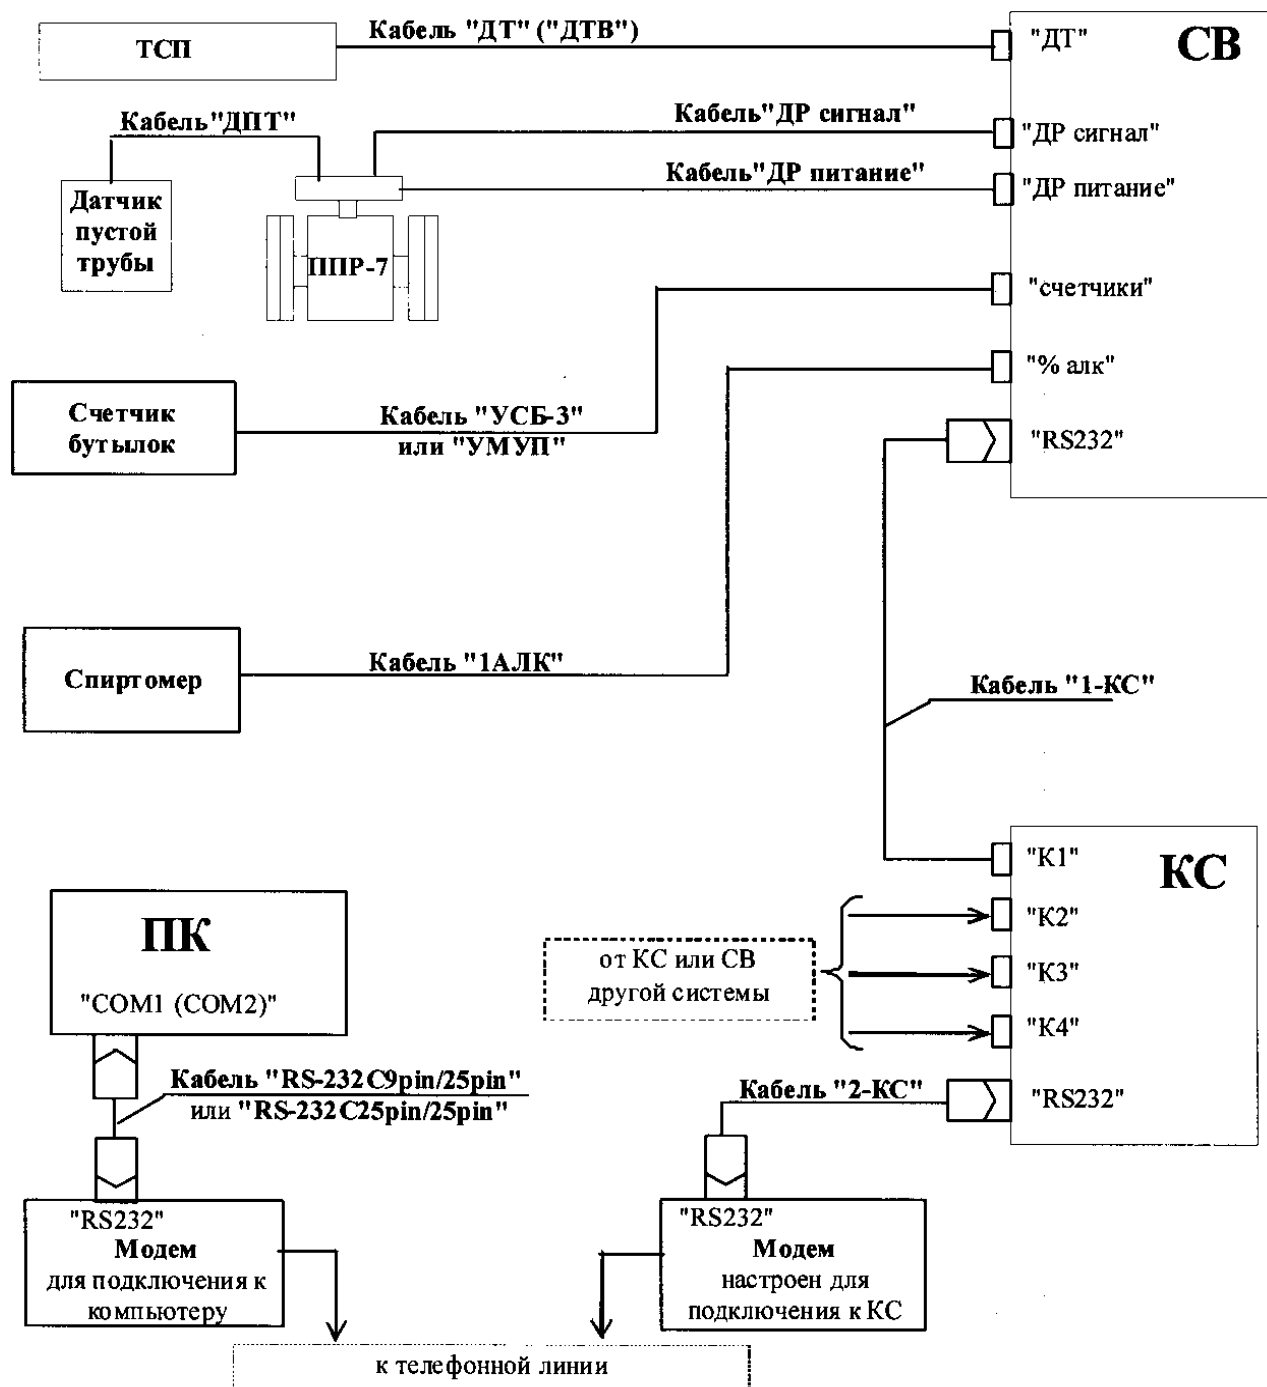 ТСП
Кабель "ДТ" ("ДТВ")
"ДТ"
СВ
Кабель"ДПТ"
Кабель"ДР сигнал"
"ДР сигнал"
Кабель"ДР питание"
"ДР питание"
Датчик
пустой
трубы
ППР-7
"счетчики"
"% алк"
Счетчик
бутылок
Кабель "УСБ-3"
или "УМУП"
"RS232"
Спиртомер
Кабель "1АЛК"
Кабель "1-КС"
"К1"
КС
"К2"
"К3"
"К4"
"RS232"
от КС или СВ
другой системы
ПК
"COM1 (COM2)"
Кабель "RS-232C9pin/25pin"
или "RS-232C25pin/25pin"
Кабель "2-КС"
"RS232"
Модем
для подключения к
компьютеру
"RS232"
Модем
настроен для
подключения к КС
к телефонной линии